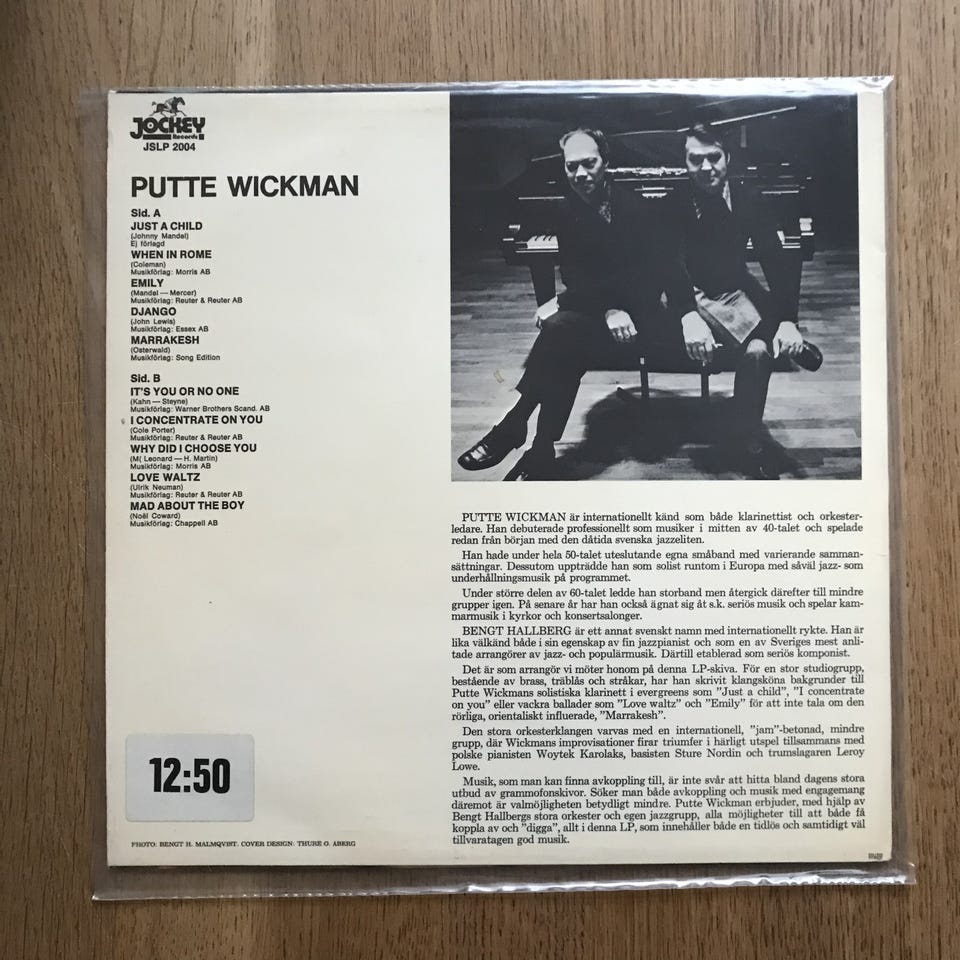 JOCKEY
Records
JSLP 2004
PUTTE WICKMAN
Sid. A
JUST A CHILD
(Johnny Mandal)
Ej förlagd
WHEN IN ROME
(Coleman)
Musikförlag: Morris AB
EMILY
(Mandel — Mercer)
Musikförlag: Reuter & Reuter AB
DJANGO
(John Lewis)
Musikförlag: Essex AB
MARRAKESH
(Osterwald)
Musikförlag: Song Edition
Sid. B
IT'S YOU OR NO ONE
(Kahn — Steyne)
Musikförlag: Warner Brothers Scand. AB
I CONCENTRATE ON YOU
(Cole Porter)
Musikförlag: Reuter & Reuter AB
WHY DID I CHOOSE YOU
(M( Leonard — H. Martin)
Musikförlag: Morris AB
LOVE WALTZ
(Ulrik Neuman)
Musikförlag: Reuter & Reuter AB
MAD ABOUT THE BOY
(Noël Coward)
Musikförlag: Chappell AB
12:50
PHOTO: BENGT H. MALMQVIST. COVER DESIGN: THURE O. ABERG
PUTTE WICKMAN är internationellt känd som både klarinettist och orkester-
ledare. Han debuterade professionellt som musiker i mitten av 40-talet och spelade
redan från början med den dåtida svenska jazzeliten.
Han hade under hela 50-talet uteslutande egna småband med varierande samman-
sättningar. Dessutom uppträdde han som solist runtom i Europa med såväl jazz- som
underhållningsmusik på programmet.
Under större delen av 60-talet ledde han storband men återgick därefter till mindre
grupper igen. På senare år har han också ägnat sig åt s.k. seriös musik och spelar kam-
marmusik i kyrkor och konsertsalonger.
BENGT HALLBERG är ett annat svenskt namn med internationellt rykte. Han är
lika välkänd både i sin egenskap av fin jazzpianist och som en av Sveriges mest anli-
tade arrangörer av jazz- och populärmusik. Därtill etablerad som seriös komponist.
Det är som arrangör vi möter honom på denna LP-skiva. För en stor studiogrupp,
bestående av brass, träblås och stråkar, har han skrivit klangsköna bakgrunder till
Putte Wickmans solistiska klarinett i evergreens som ”Just a child”, ”I concentrate
on you” eller vackra ballader som ”Love waltz” och ”Emily” för att inte tala om den
rörliga, orientaliskt influerade, ”Marrakesh”.
Den stora orkesterklangen varvas med en internationell, ”jam”-betonad, mindre
grupp, där Wickmans improvisationer firar triumfer i härligt utspel tillsammans med
polske pianisten Woytek Karolaks, basisten Sture Nordin och trumslagaren Leroy
Lowe.
Musik, som man kan finna avkoppling till, är inte svår att hitta bland dagens stora
utbud av grammofonskivor. Söker man både avkoppling och musik med engagemang
däremot är valmöjligheten betydligt mindre. Putte Wickman erbjuder, med hjälp av
Bengt Hallbergs stora orkester och egen jazzgrupp, alla möjligheter till att både få
koppla av och ”digga”, allt i denna LP, som innehåller både en tidlös och samtidigt väl
tillvaratagen god musik.